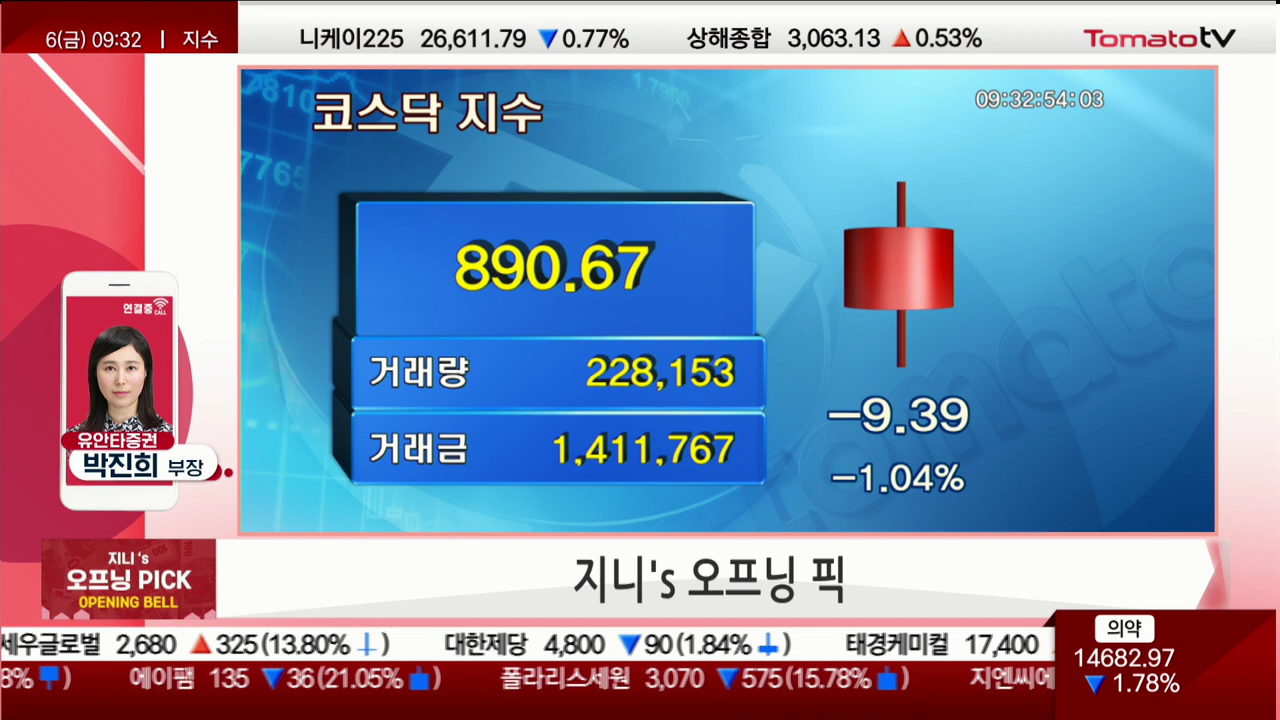 6(금) 09:32 | 지수
니케이225 26,611.79 ▼0.77% 상해종합 3,063.13 ▲0.53%
Tomato tv
코스닥 지수
09:32:54:03
890.67
거래량 228,153
거래금 1,411,767
-9.39
-1.04%
연결중
CALL
유안타증권
박진희 부장
지니's
오프닝 PICK
OPENING BELL
지니's 오프닝 픽
세우글로벌 2,680 ▲325(13.80%) 대한제당 4,800 ▼90(1.84%) 태경케미컬 17,400
8% ) 에이팸 135 ▼36(21.05%) 폴라리스세원 3,070 ▼575(15.78%) 지엔씨에
의약
14682.97
▼ 1.78%